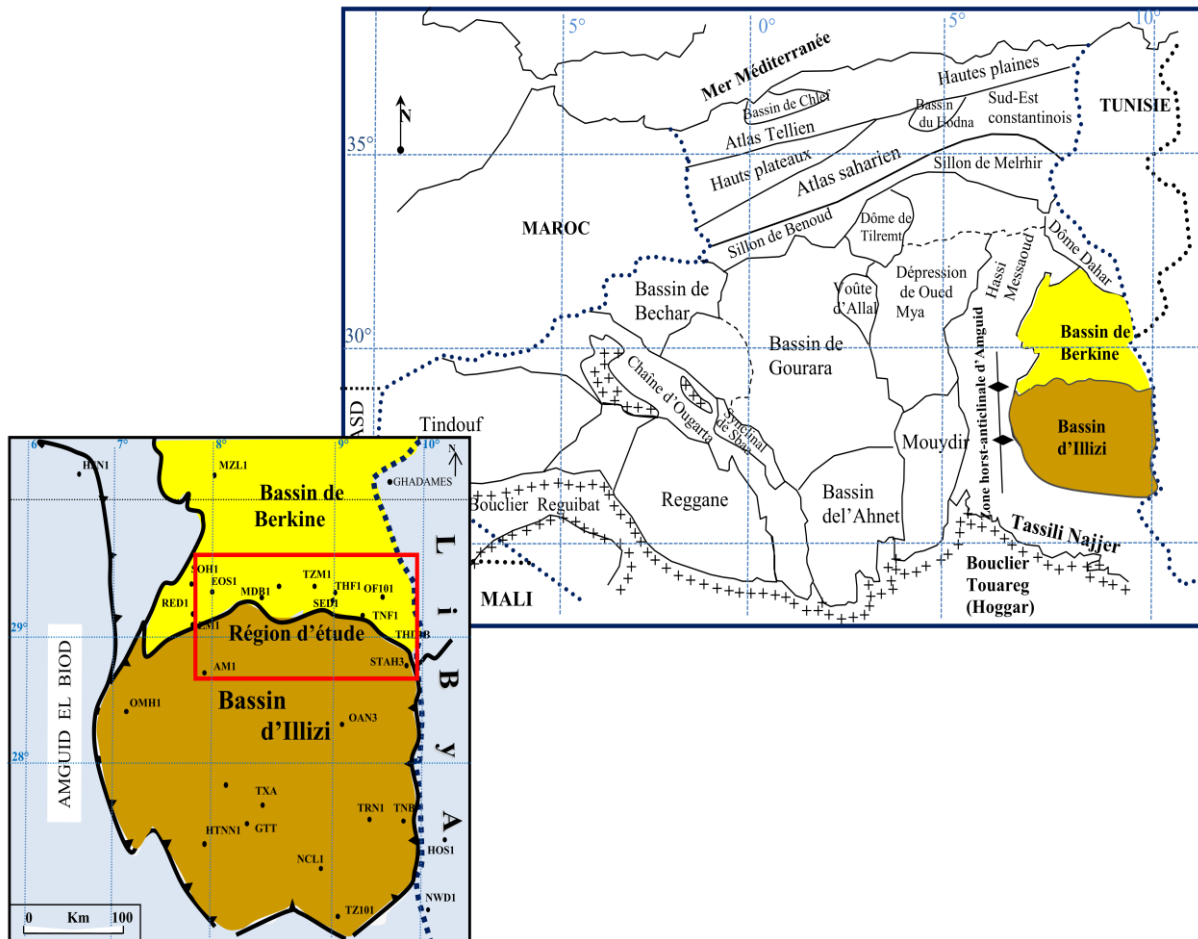 5°
0°
5°
10°
Mer Méditerranée
Hautes plaines
N
Bassin de Chlef
Bassin
du Hodna
Sud-Est
constantinois
TUNISIE
Atlas Tellien
35°
Hauts plateaux
Atlas saharien
Sillon de Melrhir
MAROC
Sillon de Benoud
Dôme de
Tilremt
Dôme Dahar
Hassi
Messaoud
Bassin de
Bechar
Voûte
d'Allal
Dépression
de Oued
Mya
30°
Bassin de
Gourara
Bassin de
Berkine
Chaîne d'Ougarta
Synclinal
de Sbaa
Zone horst-anticlinale d'Amguid
ASD
Tindouf
Mouydir
Bassin
d'Illizi
Bouclier Reguibat
Reggane
Bassin
del'Ahnet
Tassili Najjer
MALI
Bouclier
Touareg
(Hoggar)
6°
7°
8°
9°
10°
N
MZL1
GHADAMES
Bassin de
Berkine
LiByA
SOH1
EOS1
MDB1
TZM1
THF1
OF101
RED1
SED1
TNF1
29°
Région d'étude
AM1
STAH3
AMGUID EL BIOD
OMH1
Bassin
d'Illizi
OAN3
28°
TXA
GTT
TRN1
TNB
HTNN1
HOS1
NCL1
NWD1
TZ101
0 Km 100